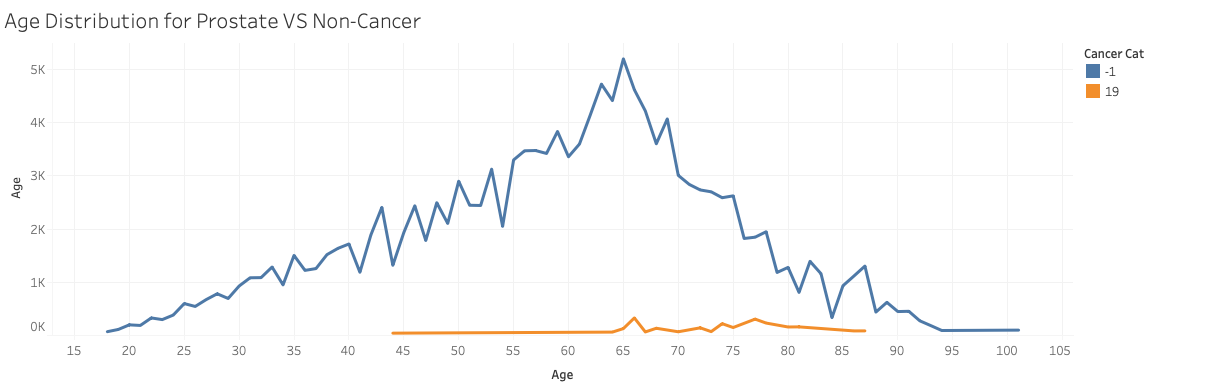 Age Distribution for Prostate VS Non-Cancer
Cancer Cat
-1
19
5K
4K
3K
2K
1K
0K
Age
15 20 25 30 35 40 45 50 55 60 65 70 75 80 85 90 95 100 105
Age